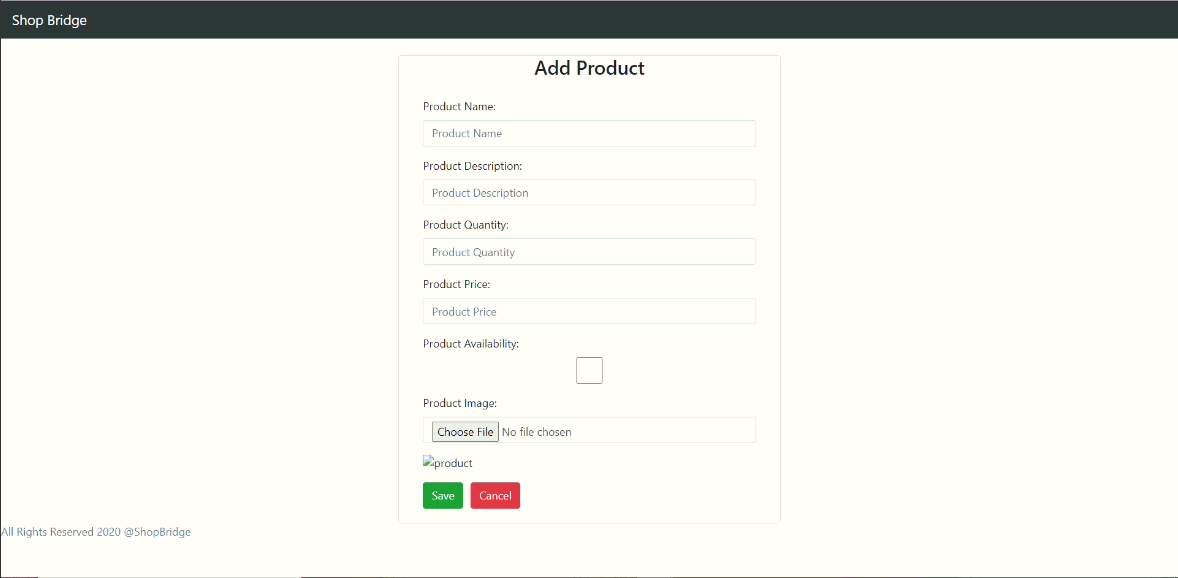 Shop Bridge
Add Product
Product Name:
Product Name
Product Description:
Product Description
Product Quantity:
Product Quantity
Product Price:
Product Price
Product Availability:
Product Image:
Choose File No file chosen
product
Save Cancel
All Rights Reserved 2020 @ShopBridge